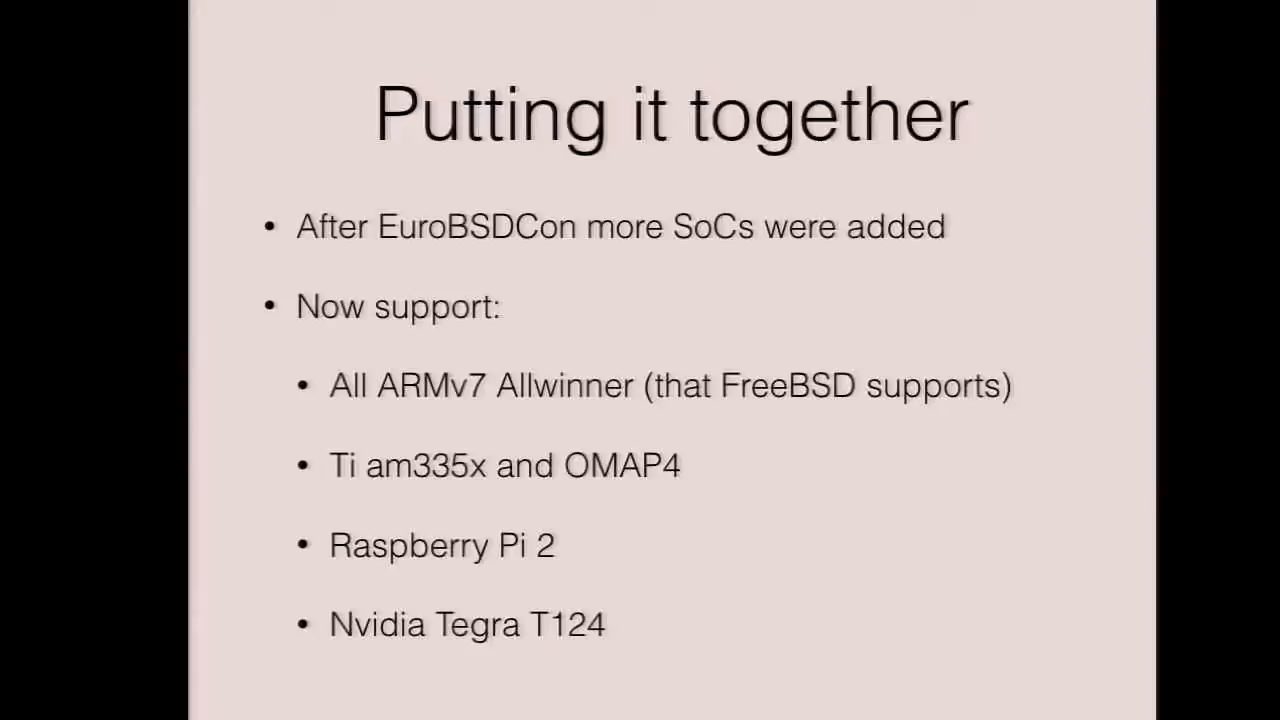 Putting it together
• After EuroBSDCon more SoCs were added
• Now support:
• All ARMv7 Allwinner (that FreeBSD supports)
• Ti am335x and OMAP4
• Raspberry Pi 2
• Nvidia Tegra T124